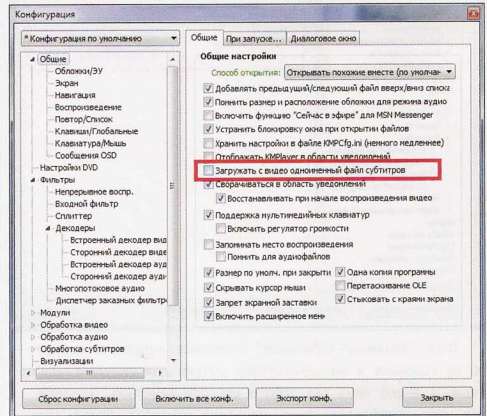 Конфигурация
* Конфигурация по умолчанию
Общие
Обложки/ЭУ
Экран
Навигация
Воспроизведение
Повтор/Список
Клавиши/Глобальные
Клавиатура/Мышь
Сообщения OSD
Настройки DVD
Фильтры
Непрерывное воспр.
Входной фильтр
Сплиттер
Декодеры
Встроенный декодер вид
Сторонний декодер виде
Встроенный декодер ауд
Сторонний декодер ауди
Многопотоковое аудио
Диспетчер заказных фильтро
Модули
Обработка видео
Обработка аудио
Обработка субтитров
Визуализации
Общие При запуске... Диалоговое окно
Общие настройки
Способ открытия: Открывать похожие вместе (по умолчан
Добавлять предыдущий/следующий файл вверх/вниз списка
Помнить размер и расположение обложки для режима аудио
Включить функцию "Сейчас в эфире" для MSN Messenger
Устранить блокировку окна при открытии файлов
Хранить настройки в файле KMPCfg.ini (немного медленнее)
Отображать KMPlayer в области уведомлений
Загружать с видео одноименный файл субтитров
Сворачиваться в область уведомлений
Восстанавливать при начале воспроизведения видео
Поддержка мультимедийных клавиатур
Включить регулятор громкости
Запоминать место воспроизведения
Помнить для аудиофайлов
Размер по умолч. при закрыти Одна копия программы
Скрывать курсор мыши Перетаскивание OLE
Запрет экранной заставки Стыковать с краями экрана
Включить расширенное мен
Сброс конфигурации Включить все конф. Экспорт конф. Закрыть